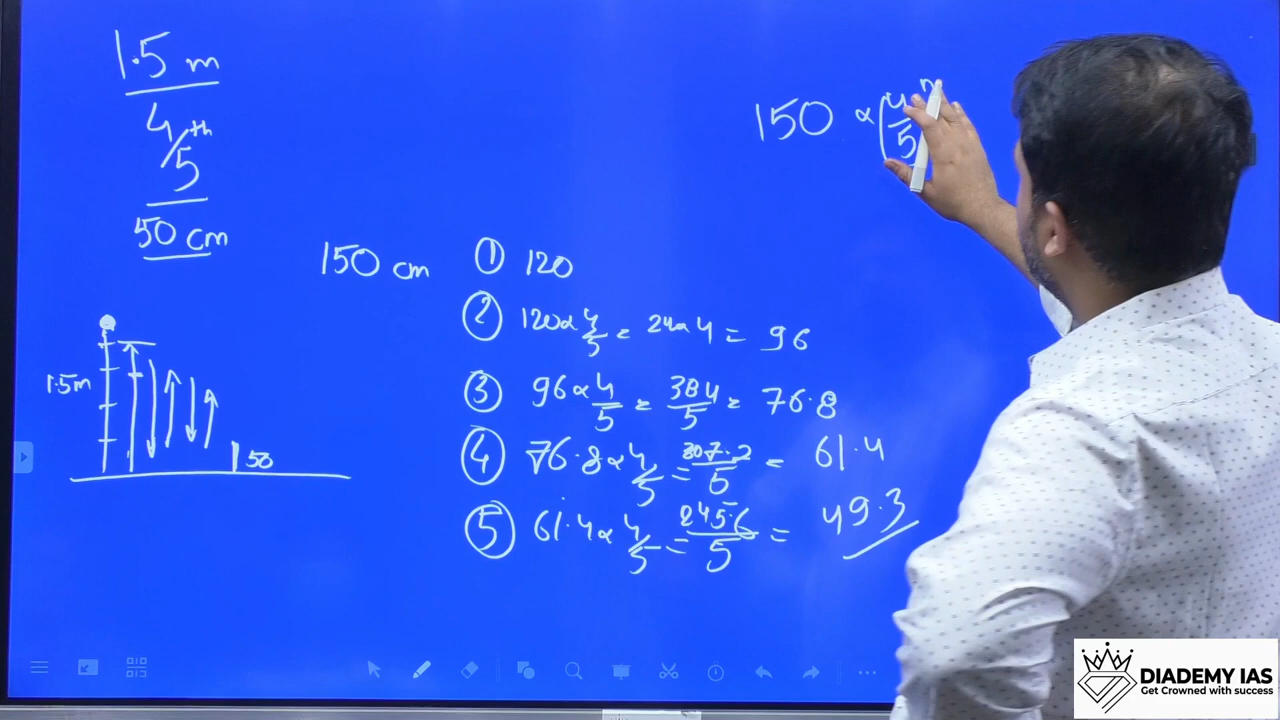 1.5 m
4/5 th
50 cm
150 cm
1.5m
50
① 120
② 120 × 4/5 = 24 × 4 = 96
③ 96 × 4/5 = 384/5 = 76.8
④ 76.8 × 4/5 = 307.2/5 = 61.4
⑤ 61.4 × 4/5 = 245.6/5 = 49.3
150 × (4/5
DIADEMY IAS
Get Crowned with success